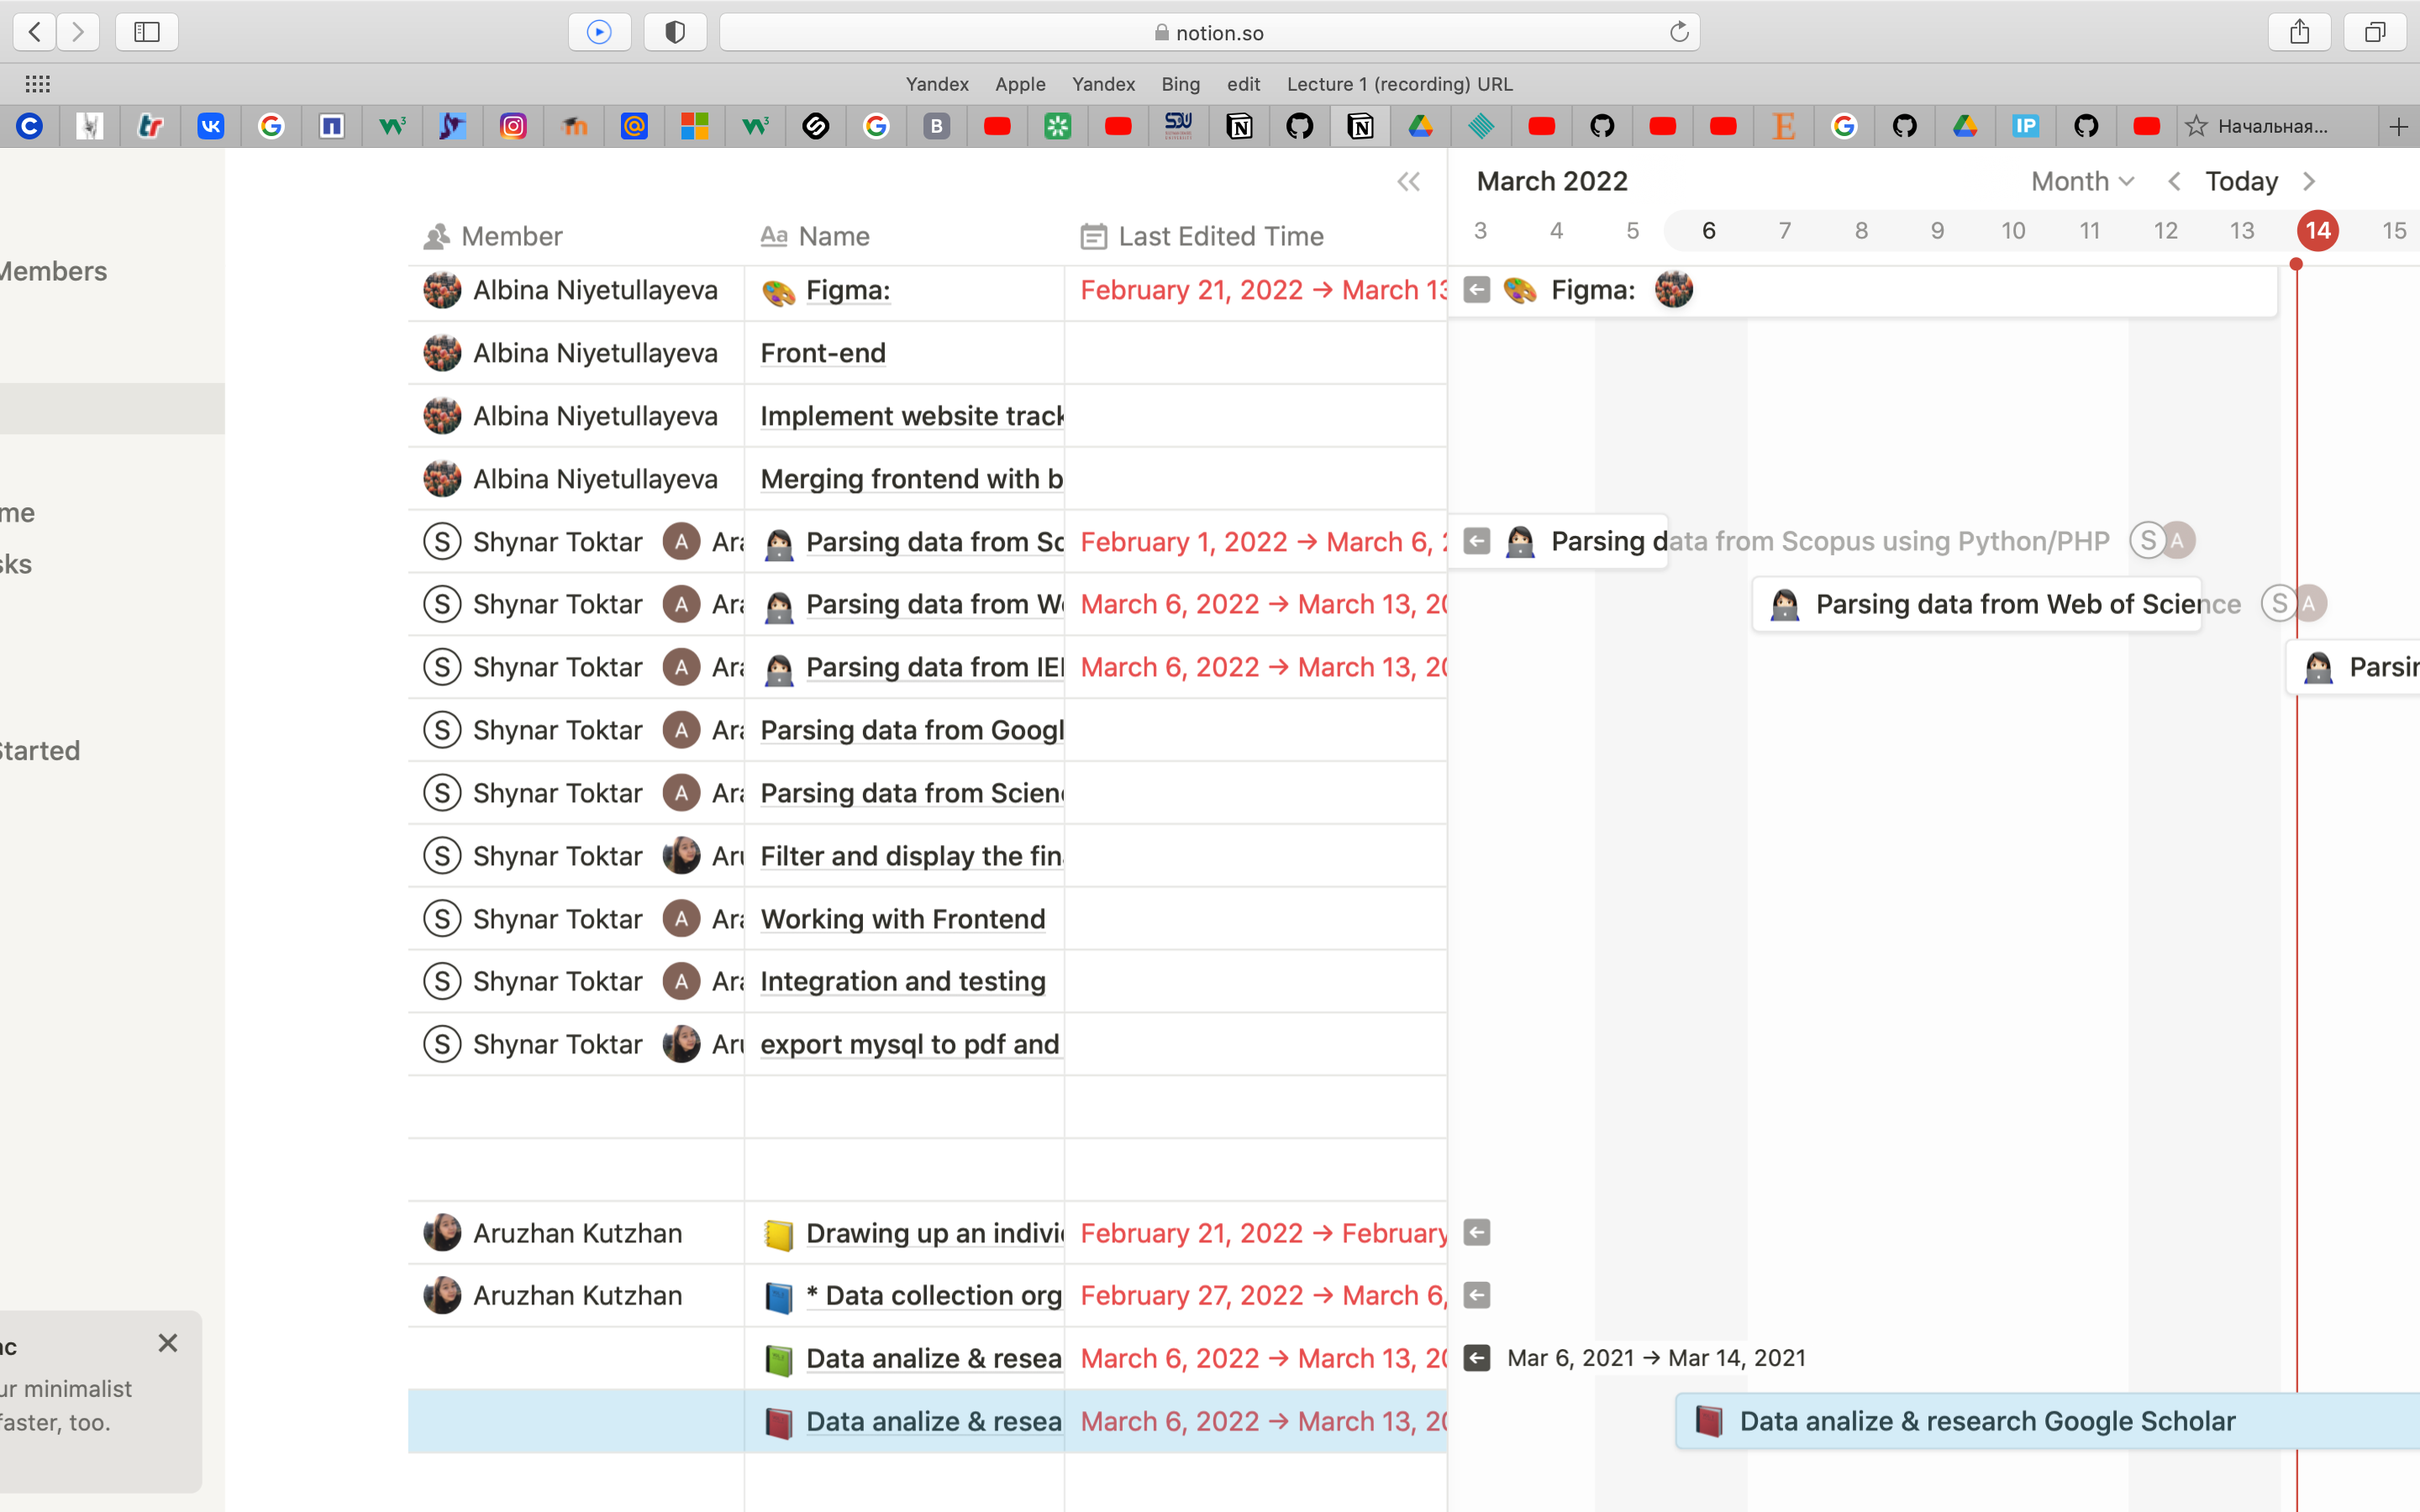 notion.so
Yandex Apple Yandex Bing edit Lecture 1 (recording) URL
Начальная...
March 2022 Month Today
3 4 5 6 7 8 9 10 11 12 13 14 15
Member Aa Name Last Edited Time
Members
Albina Niyetullayeva Figma: February 21, 2022 → March 13 Figma:
Albina Niyetullayeva Front-end
Albina Niyetullayeva Implement website track
Albina Niyetullayeva Merging frontend with b
me
S Shynar Toktar A Ara Parsing data from Sc February 1, 2022 → March 6, 2 Parsing data from Scopus using Python/PHP S A
sks
S Shynar Toktar A Ara Parsing data from We March 6, 2022 → March 13, 20 Parsing data from Web of Science S A
S Shynar Toktar A Ara Parsing data from IEE March 6, 2022 → March 13, 20 Parsin
S Shynar Toktar A Ara Parsing data from Googl
Started
S Shynar Toktar A Ara Parsing data from Scien
S Shynar Toktar Aru Filter and display the fin
S Shynar Toktar A Ara Working with Frontend
S Shynar Toktar A Ara Integration and testing
S Shynar Toktar Aru export mysql to pdf and
Aruzhan Kutzhan Drawing up an indivi February 21, 2022 → February
Aruzhan Kutzhan * Data collection org February 27, 2022 → March 6,
ac
Data analize & resea March 6, 2022 → March 13, 20 Mar 6, 2021 → Mar 14, 2021
ur minimalist
faster, too.
Data analize & resea March 6, 2022 → March 13, 20 Data analize & research Google Scholar